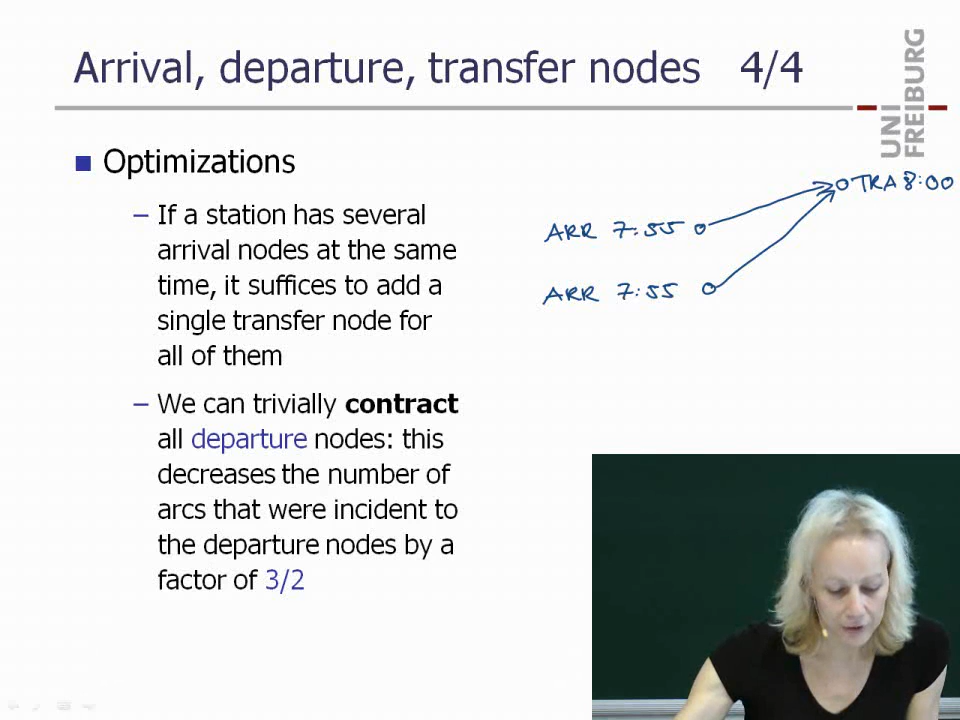 Arrival, departure, transfer nodes 4/4
UNI
FREIBURG
■ Optimizations
– If a station has several
arrival nodes at the same
time, it suffices to add a
single transfer node for
all of them
– We can trivially contract
all departure nodes: this
decreases the number of
arcs that were incident to
the departure nodes by a
factor of 3/2
TRA 8:00
ARR 7:55
ARR 7:55